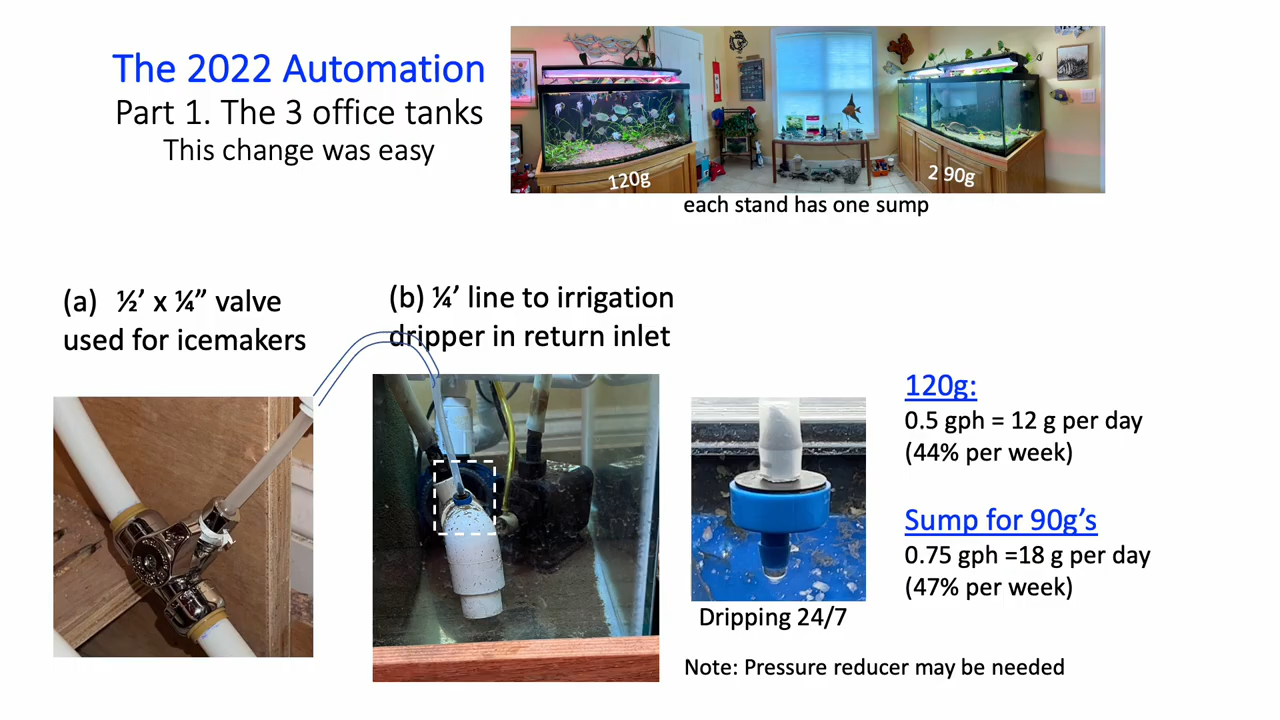 The 2022 Automation
Part 1. The 3 office tanks
This change was easy
120g
2 90g
each stand has one sump
(a) ½’ x ¼” valve
used for icemakers
(b) ¼’ line to irrigation
dripper in return inlet
120g:
0.5 gph = 12 g per day
(44% per week)
Sump for 90g’s
0.75 gph =18 g per day
(47% per week)
Dripping 24/7
Note: Pressure reducer may be needed